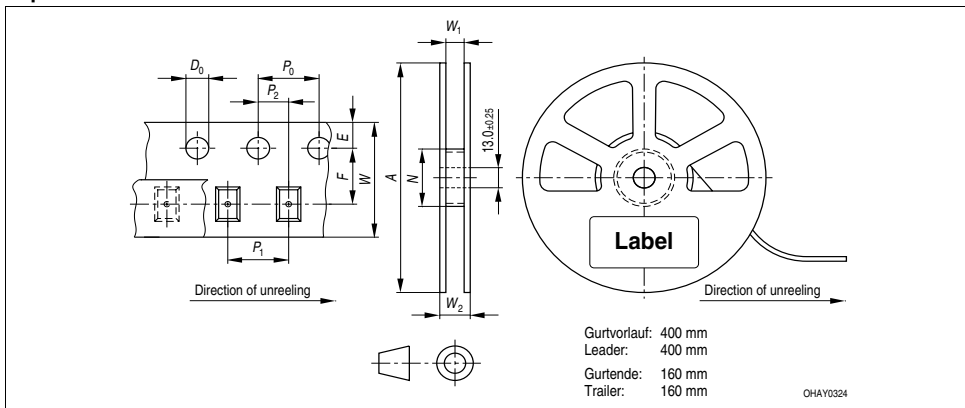 W1
D0
P0
P2
E
F
W
A
N
13.0±0.25
Label
P1
W2
Direction of unreeling
Direction of unreeling
Gurtvorlauf: 400 mm
Leader: 400 mm
Gurtende: 160 mm
Trailer: 160 mm
OHAY0324